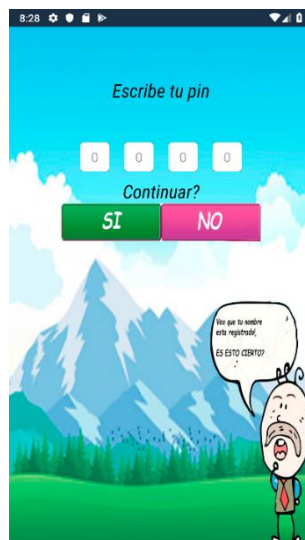 8:28
Escribe tu pin
0 0 0 0
Continuar?
SI NO
Veo que tu nombre
esta registrado!,
ES ESTO CIERTO?